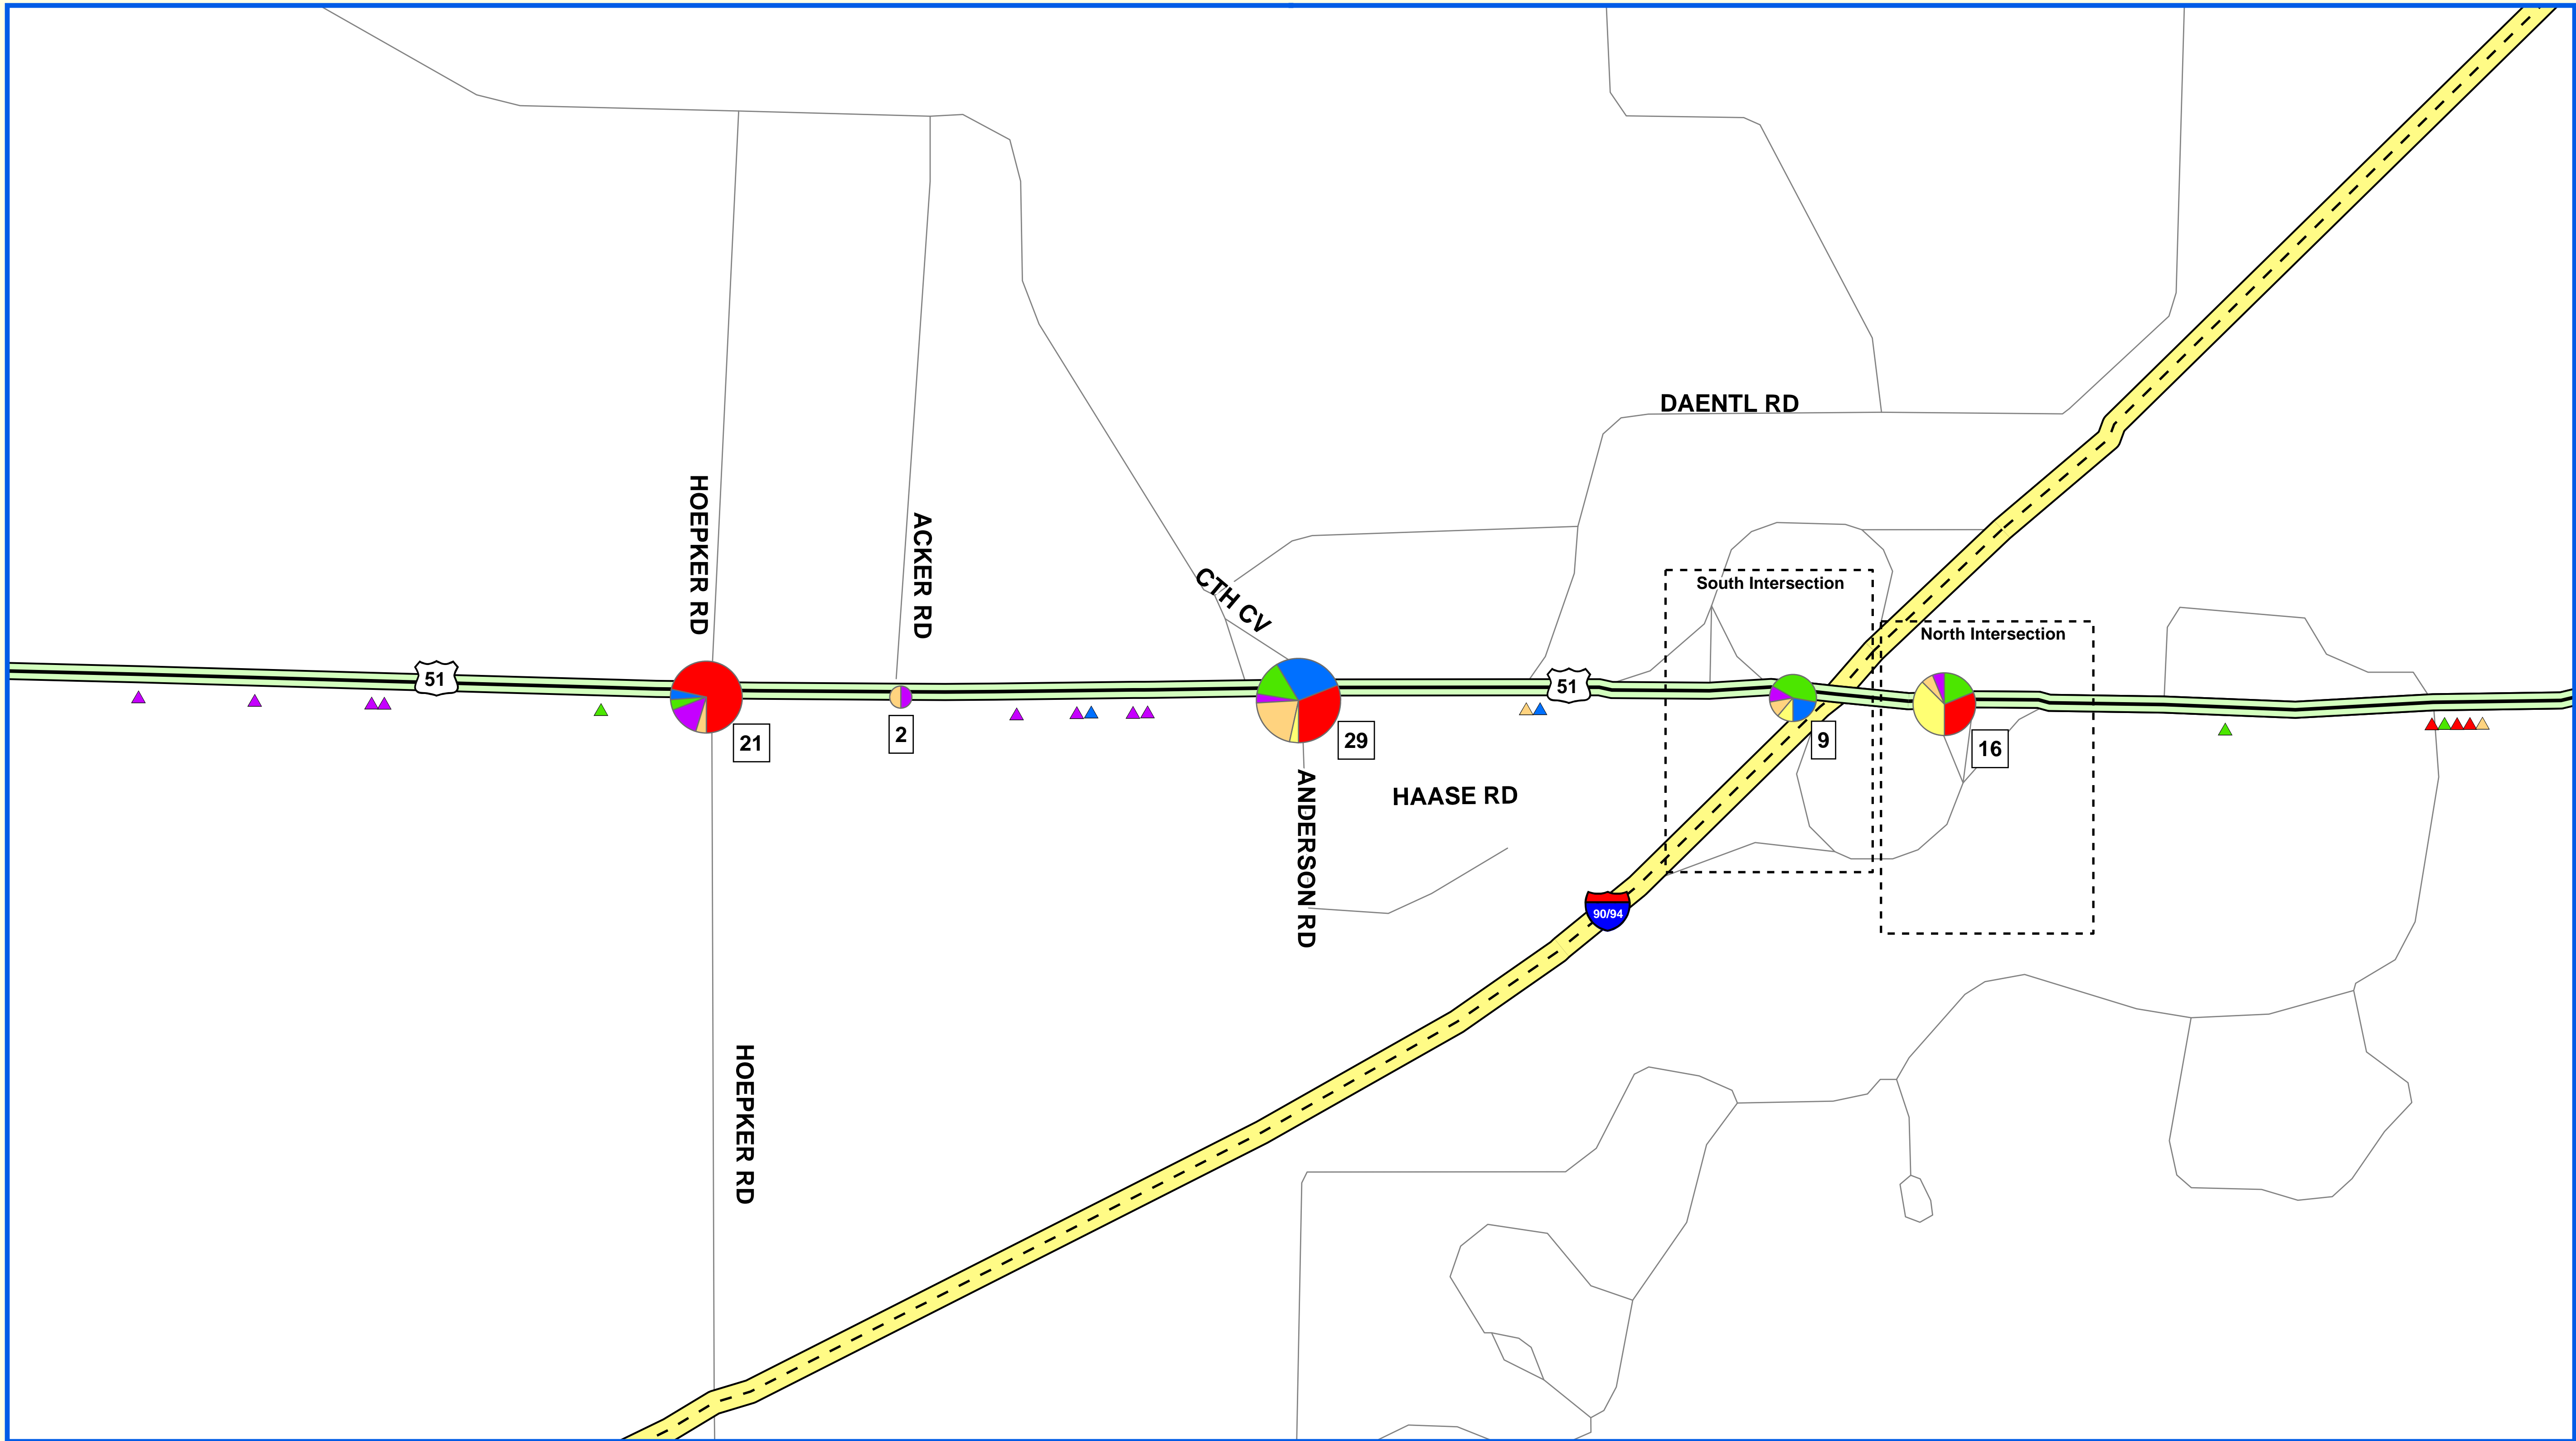 DAENTL RD
HOEPKER RD
ACKER RD
CTH CV
South Intersection
North Intersection
51
51
21
2
29
9
16
HAASE RD
ANDERSON RD
90/94
HOEPKER RD